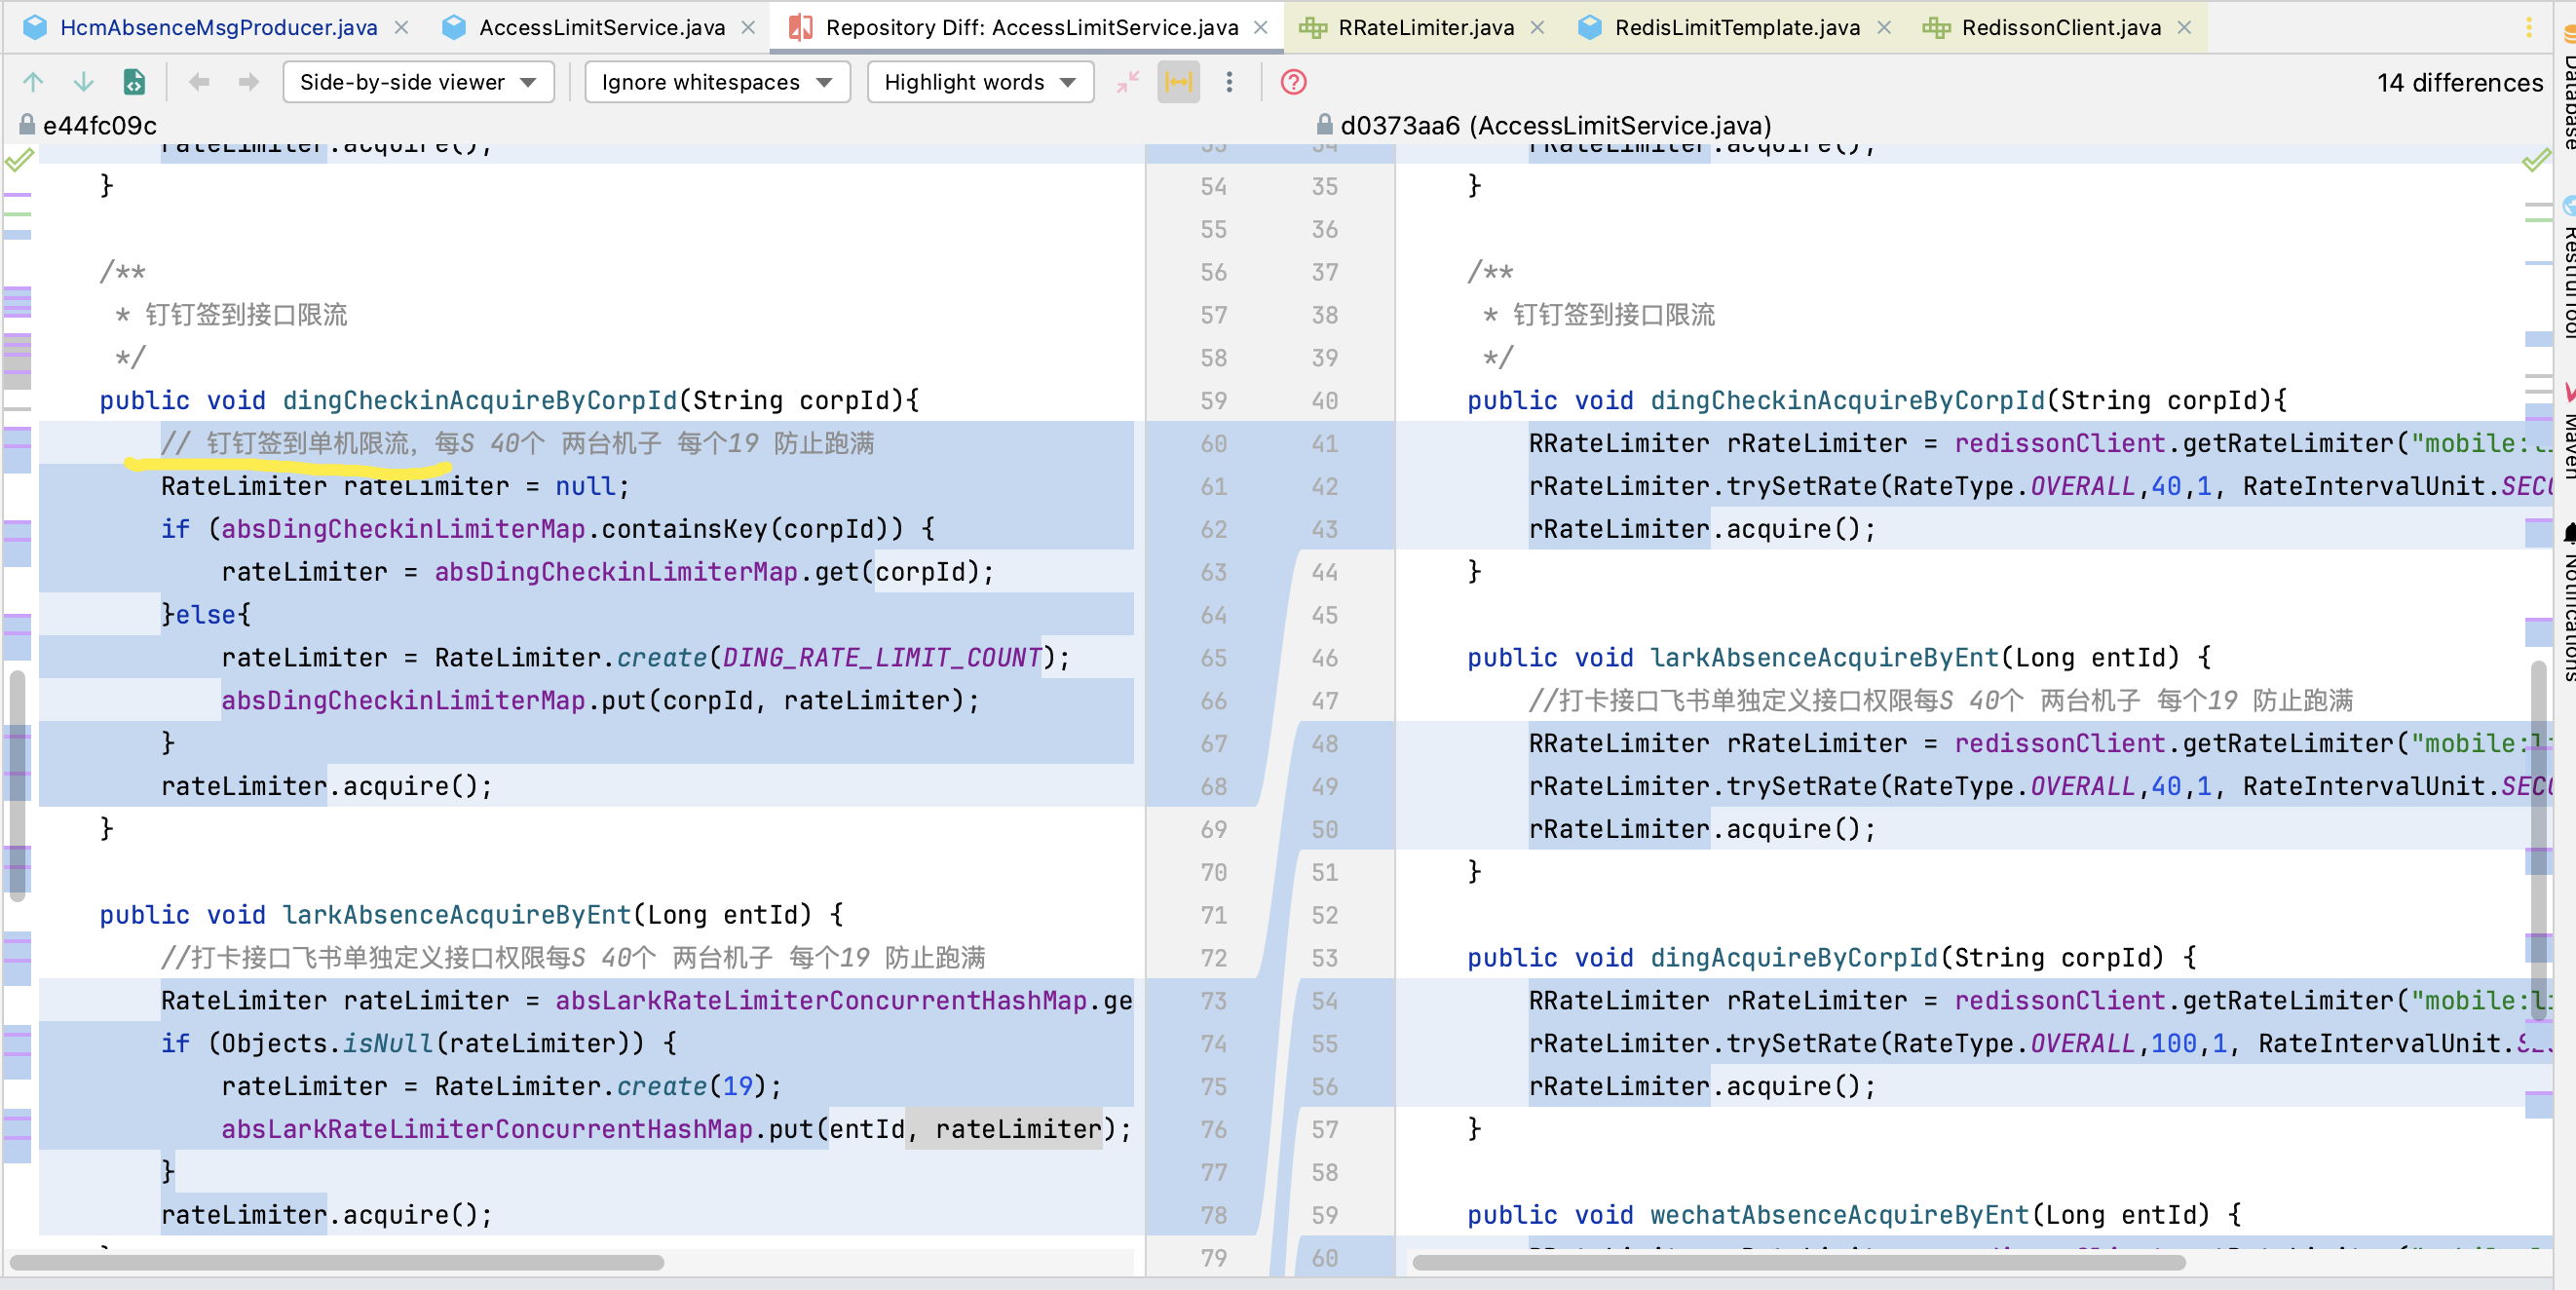 HcmAbsenceMsgProducer.java
AccessLimitService.java
Repository Diff: AccessLimitService.java
RRateLimiter.java
RedisLimitTemplate.java
RedissonClient.java
Side-by-side viewer
Ignore whitespaces
Highlight words
14 differences
e44fc09c
d0373aa6 (AccessLimitService.java)
rateLimiter.acquire();
54 }
55
56 /**
57 * 钉钉签到接口限流
58 */
59 public void dingCheckinAcquireByCorpId(String corpId){
60 // 钉钉签到单机限流，每S 40个 两台机子 每个19 防止跑满
61 RateLimiter rateLimiter = null;
62 if (absDingCheckinLimiterMap.containsKey(corpId)) {
63 rateLimiter = absDingCheckinLimiterMap.get(corpId);
64 }else{
65 rateLimiter = RateLimiter.create(DING_RATE_LIMIT_COUNT);
66 absDingCheckinLimiterMap.put(corpId, rateLimiter);
67 }
68 rateLimiter.acquire();
69 }
70
71 public void larkAbsenceAcquireByEnt(Long entId) {
72 //打卡接口飞书单独定义接口权限每S 40个 两台机子 每个19 防止跑满
73 RateLimiter rateLimiter = absLarkRateLimiterConcurrentHashMap.ge
74 if (Objects.isNull(rateLimiter)) {
75 rateLimiter = RateLimiter.create(19);
76 absLarkRateLimiterConcurrentHashMap.put(entId, rateLimiter);
77 }
78 rateLimiter.acquire();
79
rRateLimiter.acquire();
35 }
36
37 /**
38 * 钉钉签到接口限流
39 */
40 public void dingCheckinAcquireByCorpId(String corpId){
41 RRateLimiter rRateLimiter = redissonClient.getRateLimiter("mobile:
42 rRateLimiter.trySetRate(RateType.OVERALL,40,1, RateIntervalUnit.SEC
43 rRateLimiter.acquire();
44 }
45
46 public void larkAbsenceAcquireByEnt(Long entId) {
47 //打卡接口飞书单独定义接口权限每S 40个 两台机子 每个19 防止跑满
48 RRateLimiter rRateLimiter = redissonClient.getRateLimiter("mobile:li
49 rRateLimiter.trySetRate(RateType.OVERALL,40,1, RateIntervalUnit.SEC
50 rRateLimiter.acquire();
51 }
52
53 public void dingAcquireByCorpId(String corpId) {
54 RRateLimiter rRateLimiter = redissonClient.getRateLimiter("mobile:li
55 rRateLimiter.trySetRate(RateType.OVERALL,100,1, RateIntervalUnit.SE
56 rRateLimiter.acquire();
57 }
58
59 public void wechatAbsenceAcquireByEnt(Long entId) {
60
Database
RestfulTool
Maven
Notifications